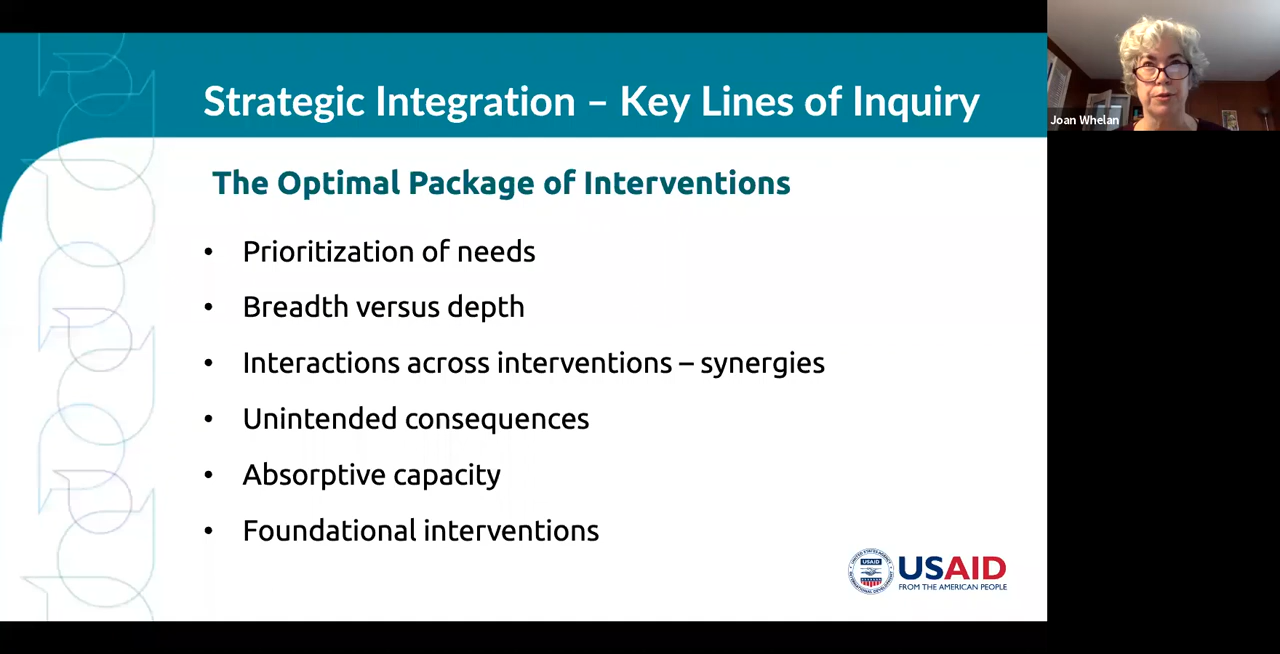 Strategic Integration – Key Lines of Inquiry
Joan Whelan
The Optimal Package of Interventions
• Prioritization of needs
• Breadth versus depth
• Interactions across interventions – synergies
• Unintended consequences
• Absorptive capacity
• Foundational interventions
USAID
USAID
FROM THE AMERICAN PEOPLE